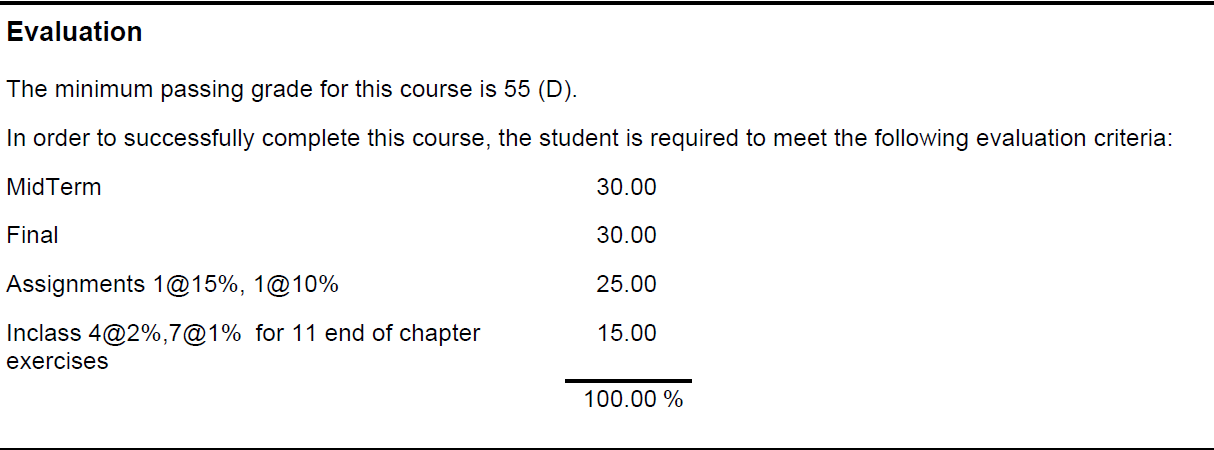 Evaluation
The minimum passing grade for this course is 55 (D).
In order to successfully complete this course, the student is required to meet the following evaluation criteria:
MidTerm 30.00
Final 30.00
Assignments 1@15%, 1@10% 25.00
Inclass 4@2%,7@1%  for 11 end of chapter 15.00
exercises
100.00 %